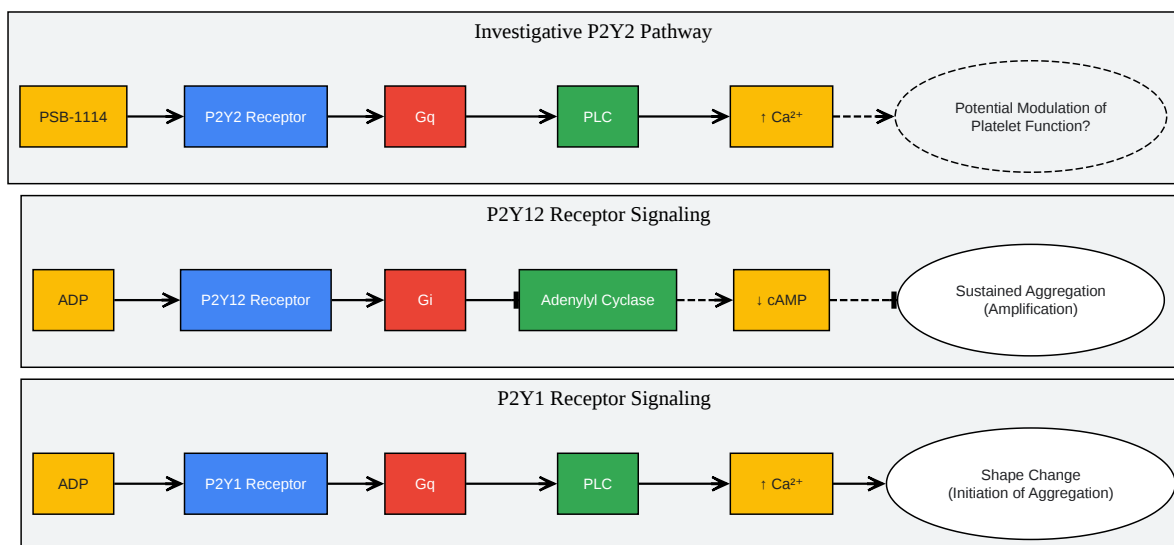 Investigative P2Y2 Pathway
PSB-1114
P2Y2 Receptor
Gq
PLC
↑ Ca²⁺
Potential Modulation of
Platelet Function?
P2Y12 Receptor Signaling
ADP
P2Y12 Receptor
Gi
Adenylyl Cyclase
↓ cAMP
Sustained Aggregation
(Amplification)
P2Y1 Receptor Signaling
ADP
P2Y1 Receptor
Gq
PLC
↑ Ca²⁺
Shape Change
(Initiation of Aggregation)